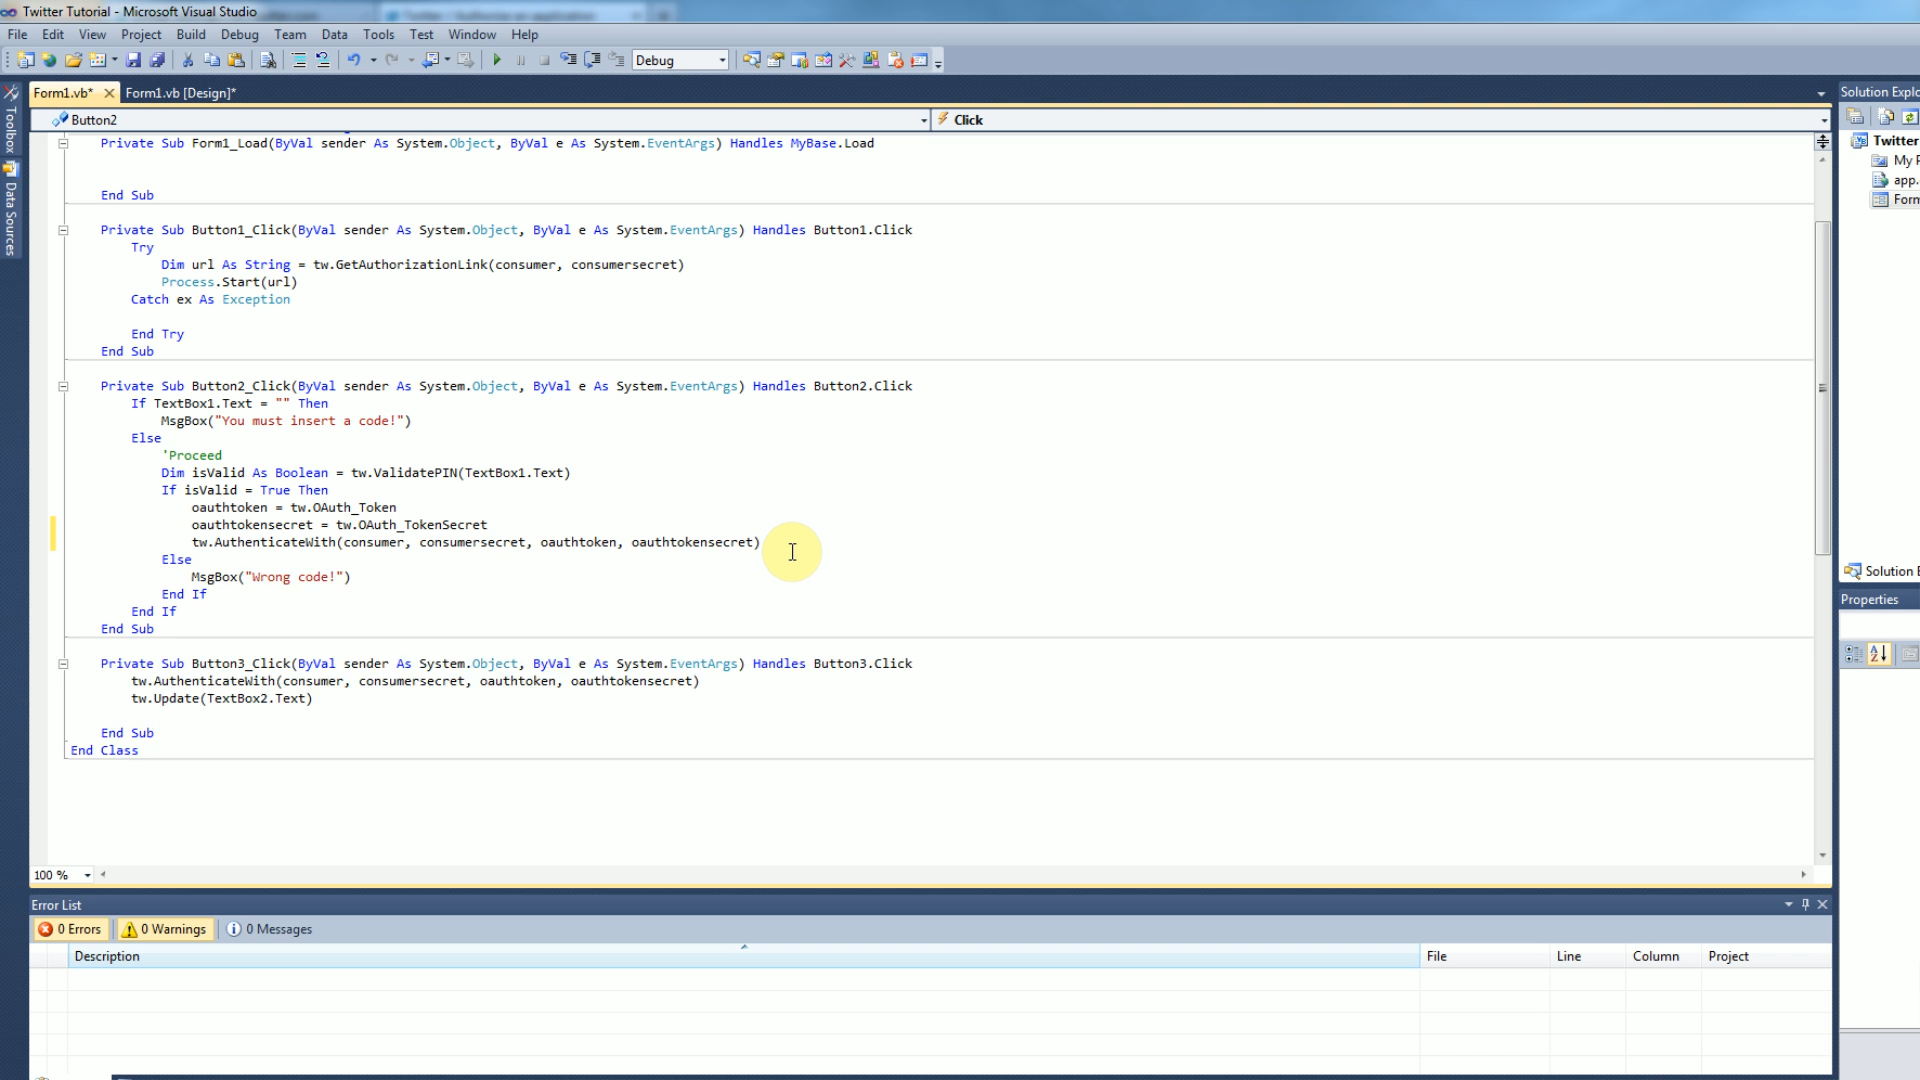 Twitter Tutorial - Microsoft Visual Studio
File Edit View Project Build Debug Team Data Tools Test Window Help
Debug
Form1.vb* Form1.vb [Design]*
Button2 Click
Private Sub Form1_Load(ByVal sender As System.Object, ByVal e As System.EventArgs) Handles MyBase.Load
End Sub
Private Sub Button1_Click(ByVal sender As System.Object, ByVal e As System.EventArgs) Handles Button1.Click
Try
Dim url As String = tw.GetAuthorizationLink(consumer, consumersecret)
Process.Start(url)
Catch ex As Exception
End Try
End Sub
Private Sub Button2_Click(ByVal sender As System.Object, ByVal e As System.EventArgs) Handles Button2.Click
If TextBox1.Text = "" Then
MsgBox("You must insert a code!")
Else
'Proceed
Dim isValid As Boolean = tw.ValidatePIN(TextBox1.Text)
If isValid = True Then
oauthtoken = tw.OAuth_Token
oauthtokensecret = tw.OAuth_TokenSecret
tw.AuthenticateWith(consumer, consumersecret, oauthtoken, oauthtokensecret)
Else
MsgBox("Wrong code!")
End If
End If
End Sub
Private Sub Button3_Click(ByVal sender As System.Object, ByVal e As System.EventArgs) Handles Button3.Click
tw.AuthenticateWith(consumer, consumersecret, oauthtoken, oauthtokensecret)
tw.Update(TextBox2.Text)
End Sub
End Class
100 %
Toolbox
Data Sources
Solution Explo
Twitter
My P
app.
Form
Solution E
Properties
Error List
0 Errors 0 Warnings 0 Messages
Description File Line Column Project